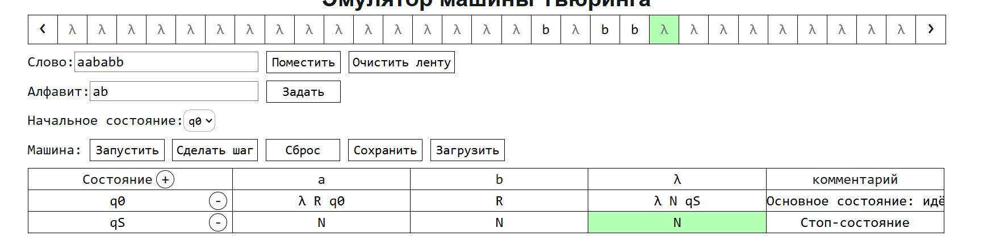 Эмулятор машины Тьюринга
< λ λ λ λ λ λ λ λ λ λ λ λ λ λ λ λ b λ b b λ λ λ λ λ λ λ λ λ >
Слово: aababb Поместить Очистить ленту
Алфавит: ab Задать
Начальное состояние: q0
Машина: Запустить Сделать шаг Сброс Сохранить Загрузить
Состояние + a b λ комментарий
q0 - λ R q0 R λ N qS Основное состояние: идё
qS - N N N Стоп-состояние